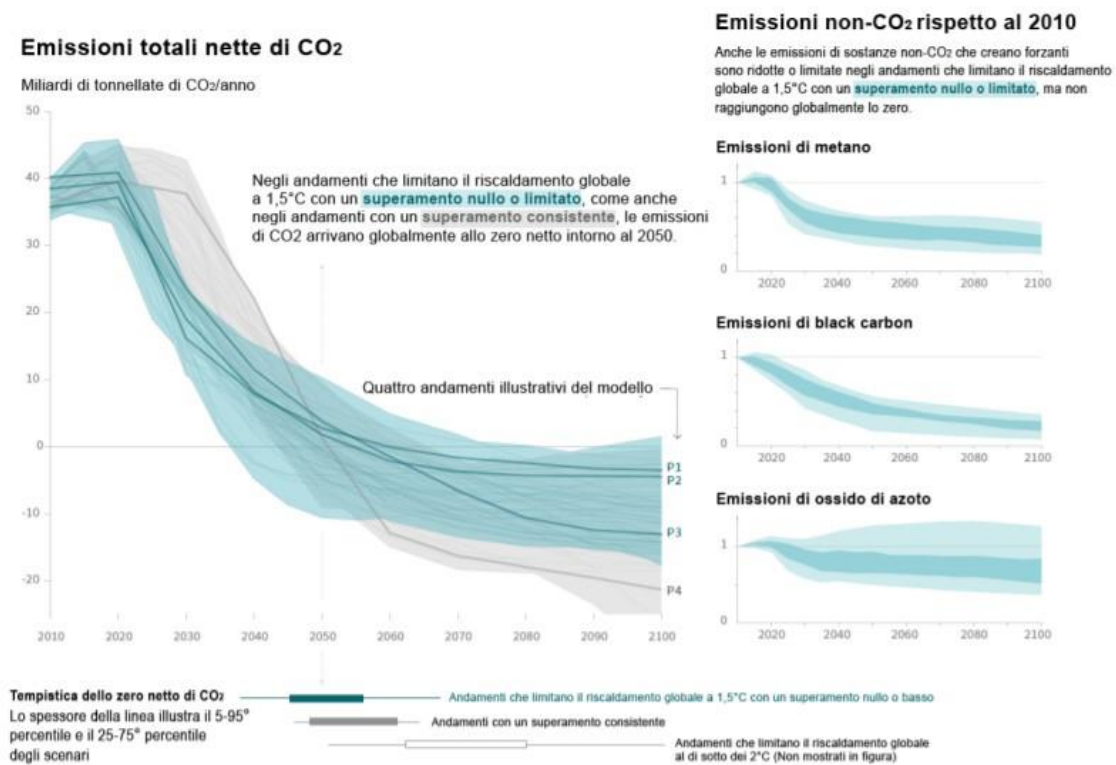 Emissioni totali nette di CO2
Miliardi di tonnellate di CO2/anno
50
40
30
20
10
0
-10
-20
2010
2020
2030
2040
2050
2060
2070
2080
2090
2100
Negli andamenti che limitano il riscaldamento globale
a 1,5°C con un superamento nullo o limitato, come anche
negli andamenti con un superamento consistente, le emissioni
di CO2 arrivano globalmente allo zero netto intorno al 2050.
Quattro andamenti illustrativi del modello
P1
P2
P3
P4
Emissioni non-CO2 rispetto al 2010
Anche le emissioni di sostanze non-CO2 che creano forzanti
sono ridotte o limitate negli andamenti che limitano il riscaldamento
globale a 1,5°C con un superamento nullo o limitato, ma non
raggiungono globalmente lo zero.
Emissioni di metano
1
0
2020
2040
2060
2080
2100
Emissioni di black carbon
1
0
2020
2040
2060
2080
2100
Emissioni di ossido di azoto
1
0
2020
2040
2060
2080
2100
Tempistica dello zero netto di CO2
Lo spessore della linea illustra il 5-95°
percentile e il 25-75° percentile
degli scenari
Andamenti che limitano il riscaldamento globale a 1,5°C con un superamento nullo o basso
Andamenti con un superamento consistente
Andamenti che limitano il riscaldamento globale
al di sotto dei 2°C (Non mostrati in figura)